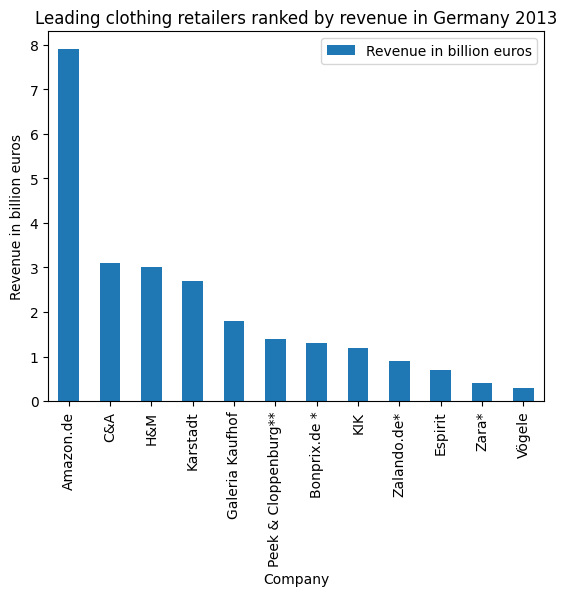 Leading clothing retailers ranked by revenue in Germany 2013
Revenue in billion euros
Revenue in billion euros
8
7
6
5
4
3
2
1
0
Amazon.de
C&A
H&M
Karstadt
Galeria Kaufhof
Peek & Cloppenburg**
Bonprix.de *
KIK
Zalando.de*
Espirit
Zara*
Vögele
Company